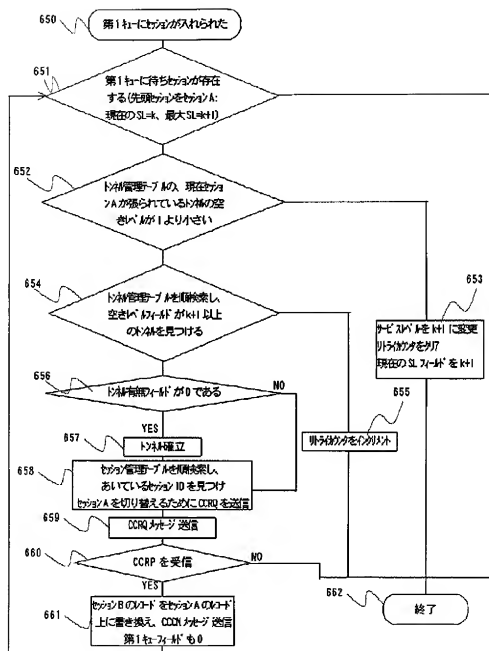 650
第1キューにセッションが入れられた
651
第1キューに待ちセッションが存在
する(先頭セッションをセッションA:
現在のSL=k、最大SL=k+1)
652
トンネル管理テーブルの、現在セッショ
ンAが張られているトンネルの空
きレベルが1より小さい
653
サービスレベルをk+1に変更
リトライカウンタをクリア
現在のSLフィールドをk+1
654
トンネル管理テーブルを順検索し、
空きレベルフィールドがk+1以上
のトンネルを見つける
655
リトライカウンタをインクリメント
656
トンネル有無フィールドが0である
NO
YES
657
トンネル確立
658
セッション管理テーブルを順検索し、
あいているセッションIDを見つけ
セッションAを切り替えるためにCCRQを送信
659
CCRQメッセージ送信
660
CCRPを受信
NO
YES
661
セッションBのレコードをセッションAのレコード
上に書き換え、CCCNメッセージ送信
第1キューフィールドも0
662
終了